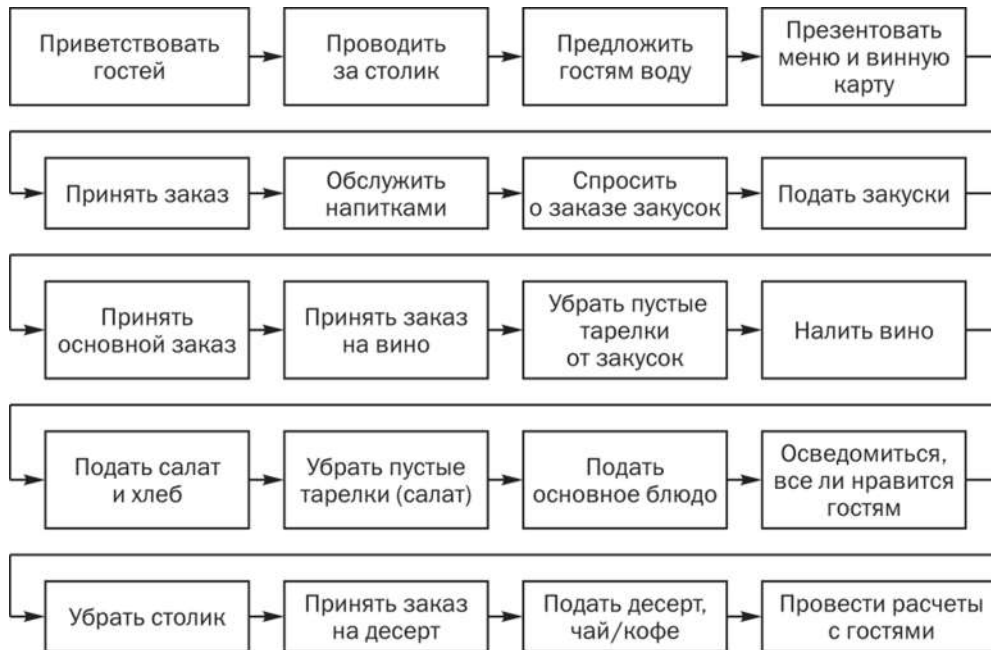 Приветствовать
гостей
Проводить
за столик
Предложить
гостям воду
Презентовать
меню и винную
карту
Принять заказ
Обслужить
напитками
Спросить
о заказе закусок
Подать закуски
Принять
основной заказ
Принять заказ
на вино
Убрать пустые
тарелки
от закусок
Налить вино
Подать салат
и хлеб
Убрать пустые
тарелки (салат)
Подать
основное блюдо
Осведомиться,
все ли нравится
гостям
Убрать столик
Принять заказ
на десерт
Подать десерт,
чай/кофе
Провести расчеты
с гостями